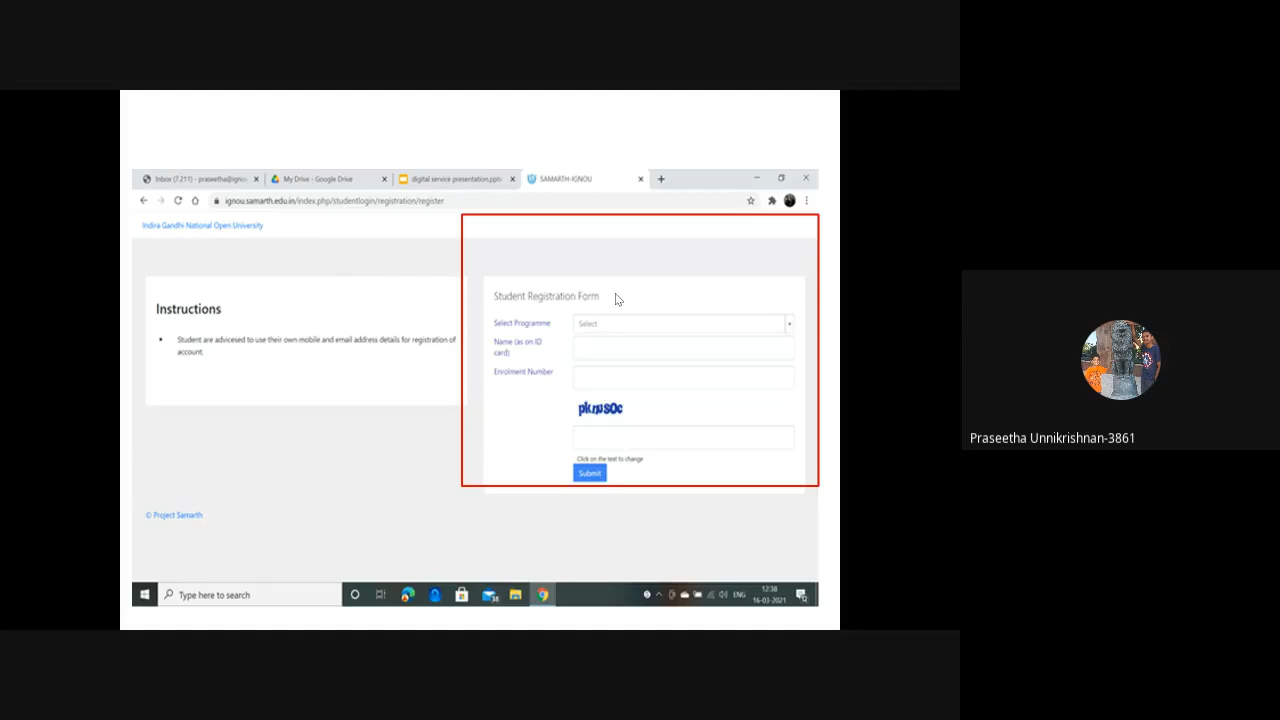 Inbox (7,211) - praseetha@igno
My Drive - Google Drive
digital service presentation.ppt
SAMARTH-IGNOU
ignou.samarth.edu.in/index.php/studentlogin/registration/register
Indira Gandhi National Open University
Instructions
Student are advicesed to use their own mobile and email address details for registration of
account.
Student Registration Form
Select Programme
Select
Name (as on ID
card)
Enrolment Number
Click on the text to change
Submit
© Project Samarth
Type here to search
ENG
12:38
16-03-2021
Praseetha Unnikrishnan-3861